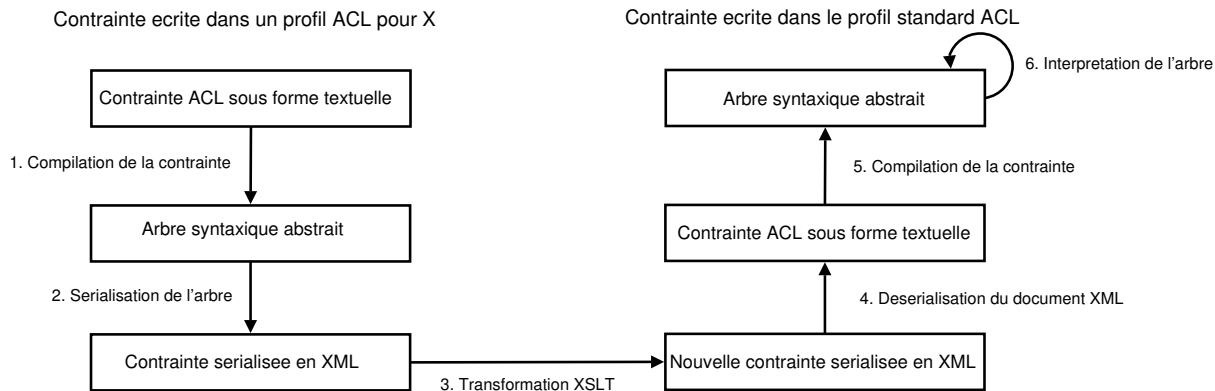 Contrainte ecrite dans un profil ACL pour X
Contrainte ACL sous forme textuelle
1. Compilation de la contrainte
Arbre syntaxique abstrait
2. Serialisation de l'arbre
Contrainte serialisee en XML
3. Transformation XSLT
Contrainte ecrite dans le profil standard ACL
6. Interpretation de l'arbre
Arbre syntaxique abstrait
5. Compilation de la contrainte
Contrainte ACL sous forme textuelle
4. Deserialisation du document XML
Nouvelle contrainte serialisee en XML